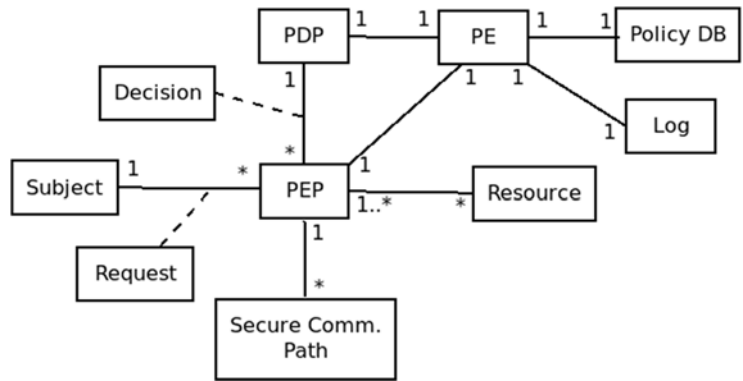 PDP
1
1
PE
1
1
Policy DB
1
1
1
Decision
1
Log
*
Subject
1
*
PEP
1
1..*
*
Resource
1
Request
*
Secure Comm.
Path